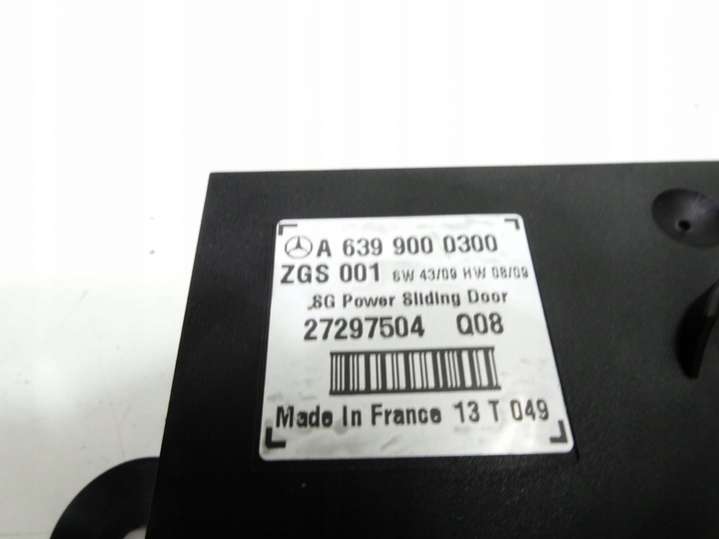 A 639 900 0300
ZGS 001 SW 43/09 HW 08/09
SG Power Sliding Door
27297504 Q08
Made In France 13 T 049